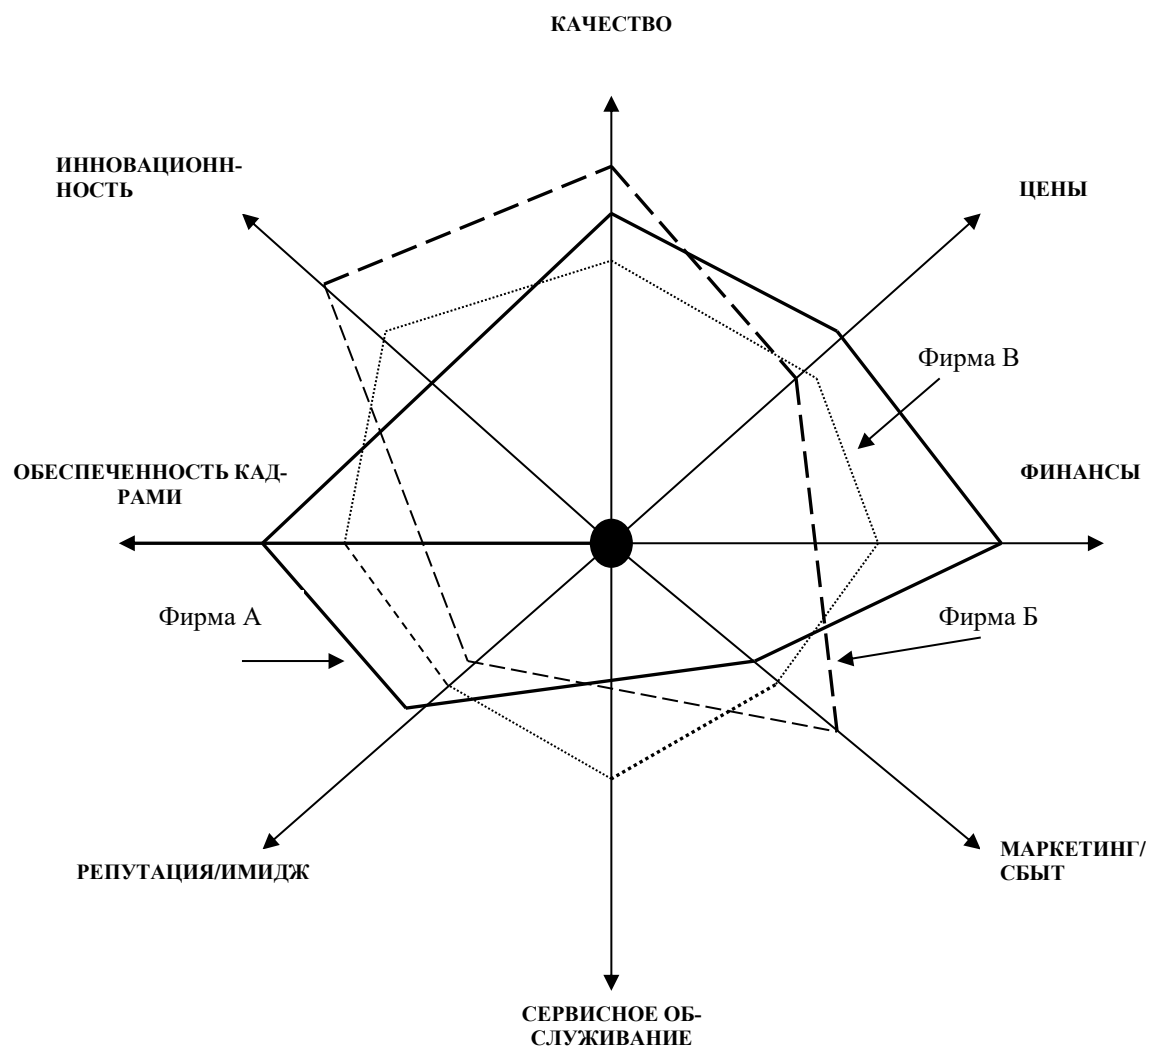 КАЧЕСТВО
ИННОВАЦИОНН-
НОСТЬ
ЦЕНЫ
Фирма В
ОБЕСПЕЧЕННОСТЬ КАД-
РАМИ
ФИНАНСЫ
Фирма А
Фирма Б
РЕПУТАЦИЯ/ИМИДЖ
МАРКЕТИНГ/
СБЫТ
СЕРВИСНОЕ ОБ-
СЛУЖИВАНИЕ